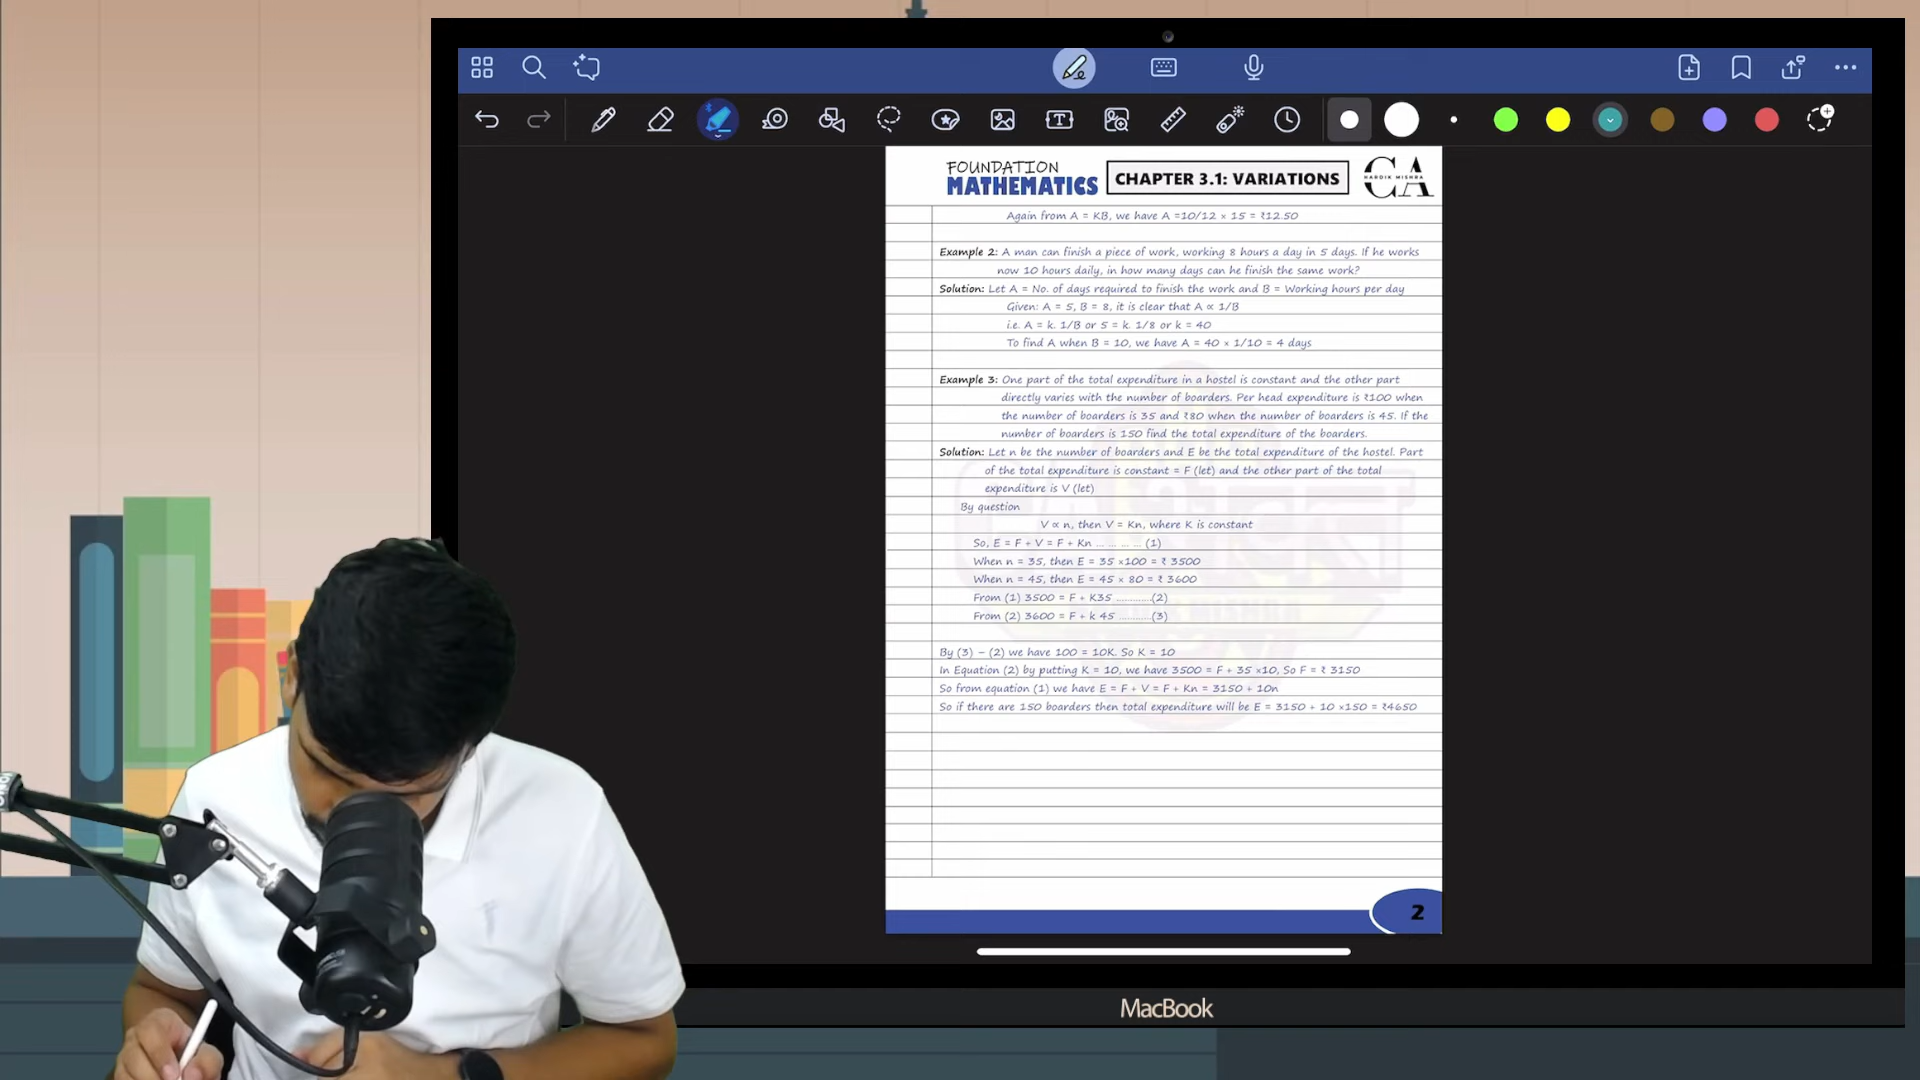 FOUNDATION
MATHEMATICS
CHAPTER 3.1: VARIATIONS
CA
HARDIK MISHRA
Again from A = KB, we have A =10/12 × 15 = ₹12.50
Example 2: A man can finish a piece of work, working 8 hours a day in 5 days. If he works
now 10 hours daily, in how many days can he finish the same work?
Solution: Let A = No. of days required to finish the work and B = Working hours per day
Given: A = 5, B = 8, it is clear that A ∝ 1/B
i.e. A = k. 1/B or 5 = k. 1/8 or k = 40
To find A when B = 10, we have A = 40 × 1/10 = 4 days
Example 3: One part of the total expenditure in a hostel is constant and the other part
directly varies with the number of boarders. Per head expenditure is ₹100 when
the number of boarders is 35 and ₹80 when the number of boarders is 45. If the
number of boarders is 150 find the total expenditure of the boarders.
Solution: Let n be the number of boarders and E be the total expenditure of the hostel. Part
of the total expenditure is constant = F (let) and the other part of the total
expenditure is V (let)
By question
V ∝ n, then V = Kn, where K is constant
So, E = F + V = F + Kn ... ... ... ... (1)
When n = 35, then E = 35 ×100 = ₹ 3500
When n = 45, then E = 45 × 80 = ₹ 3600
From (1) 3500 = F + K35 ............(2)
From (2) 3600 = F + k 45 ...........(3)
By (3) – (2) we have 100 = 10K. So K = 10
In Equation (2) by putting K = 10, we have 3500 = F + 35 ×10, So F = ₹ 3150
So from equation (1) we have E = F + V = F + Kn = 3150 + 10n
So if there are 150 boarders then total expenditure will be E = 3150 + 10 ×150 = ₹4650
2
MacBook